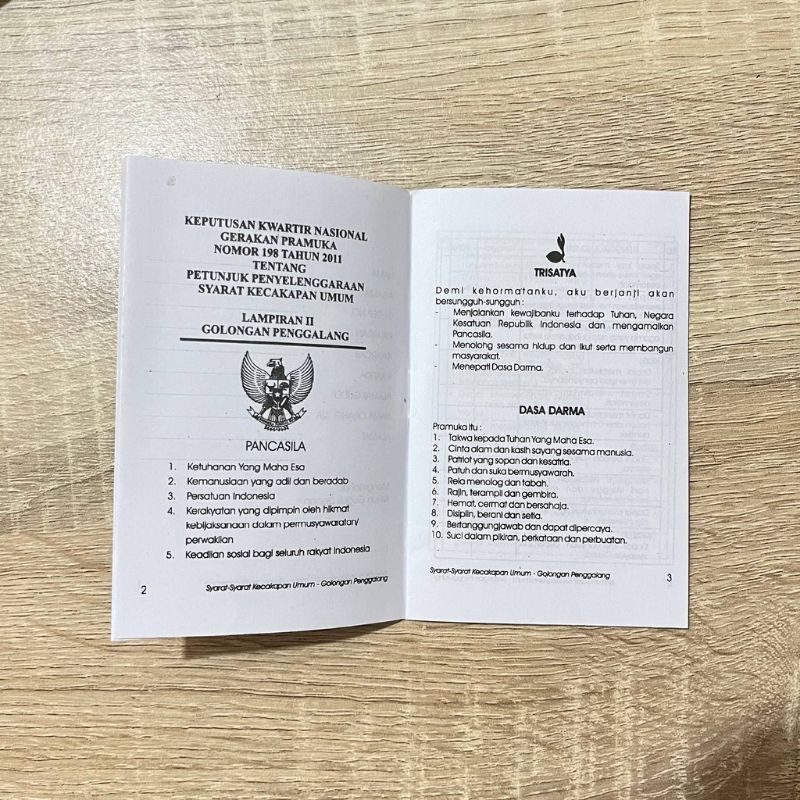 KEPUTUSAN KWARTIR NASIONAL
GERAKAN PRAMUKA
NOMOR 198 TAHUN 2011
TENTANG
PETUNJUK PENYELENGGARAAN
SYARAT KECAKAPAN UMUM
LAMPIRAN II
GOLONGAN PENGGALANG
PANCASILA
1. Ketuhanan Yang Maha Esa
2. Kemanusiaan yang adil dan beradab
3. Persatuan Indonesia
4. Kerakyatan yang dipimpin oleh hikmat
kebijaksanaan dalam permusyawaratan/
perwakilan
5. Keadilan sosial bagi seluruh rakyat Indonesia
2
Syarat-Syarat Kecakapan Umum - Golongan Penggalang
TRISATYA
Demi kehormatanku, aku berjanji akan
bersungguh-sungguh :
- Menjalankan kewajibanku terhadap Tuhan, Negara
Kesatuan Republik Indonesia dan mengamalkan
Pancasila.
- Menolong sesama hidup dan ikut serta membangun
masyarakat.
- Menepati Dasa Darma.
DASA DARMA
Pramuka itu :
1. Takwa kepada Tuhan Yang Maha Esa.
2. Cinta alam dan kasih sayang sesama manusia.
3. Patriot yang sopan dan kesatria.
4. Patuh dan suka bermusyawarah.
5. Rela menolog dan tabah.
6. Rajin, terampil dan gembira.
7. Hemat, cermat dan bersahaja.
8. Disiplin, berani dan setia.
9. Bertanggungjawab dan dapat dipercaya.
10. Suci dalam pikiran, perkataan dan perbuatan.
Syarat-Syarat Kecakapan Umum - Golongan Penggalang
3